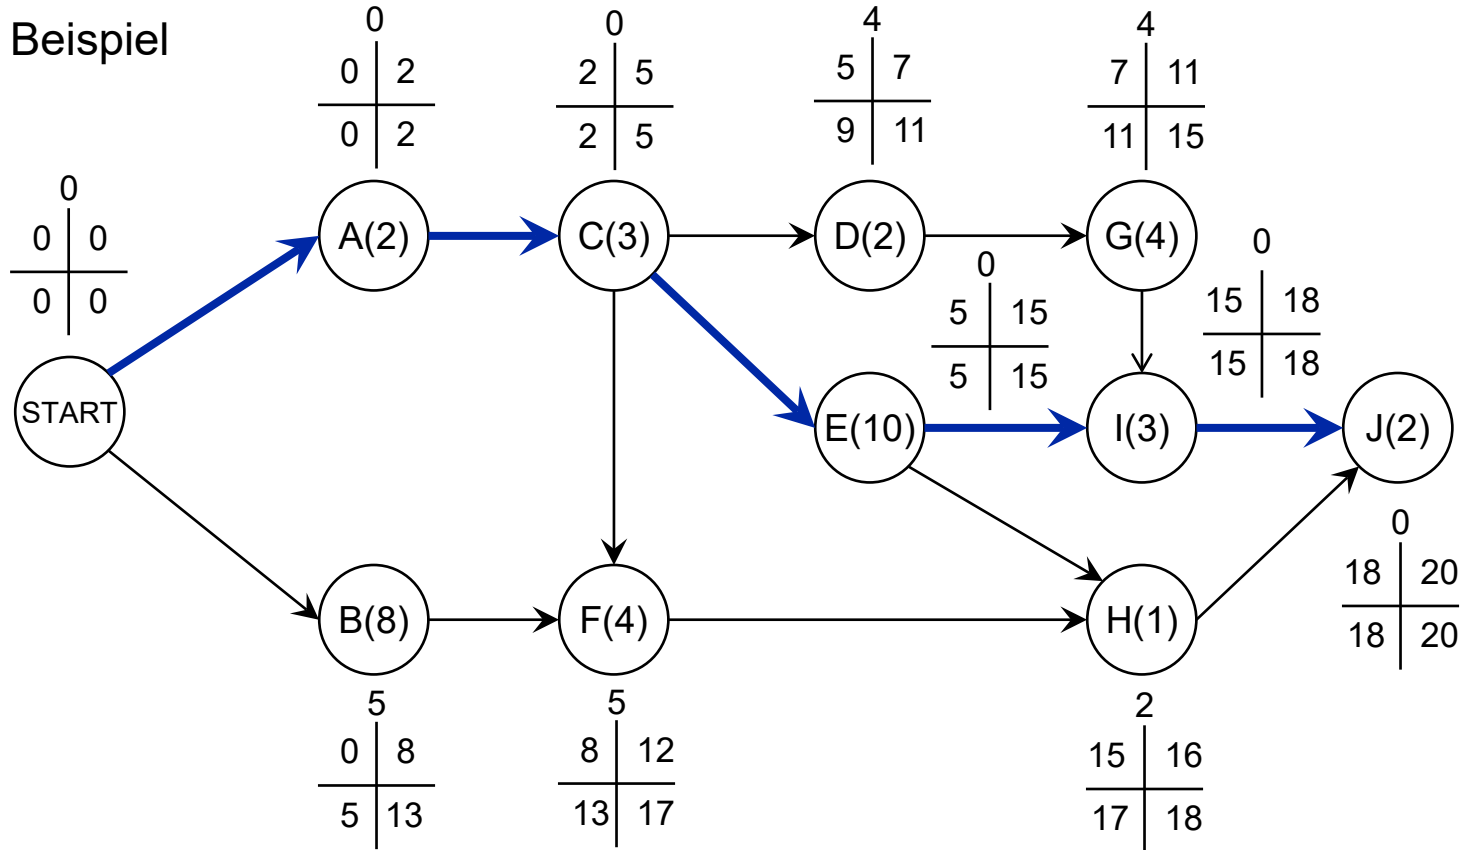 Beispiel
0
0 2
0 2
0
2 5
2 5
4
5 7
9 11
4
7 11
11 15
0
0 0
0 0
A(2)
C(3)
D(2)
G(4)
0
5 15
5 15
0
15 18
15 18
START
E(10)
I(3)
J(2)
0
18 20
18 20
B(8)
F(4)
H(1)
5
0 8
5 13
5
8 12
13 17
2
15 16
17 18